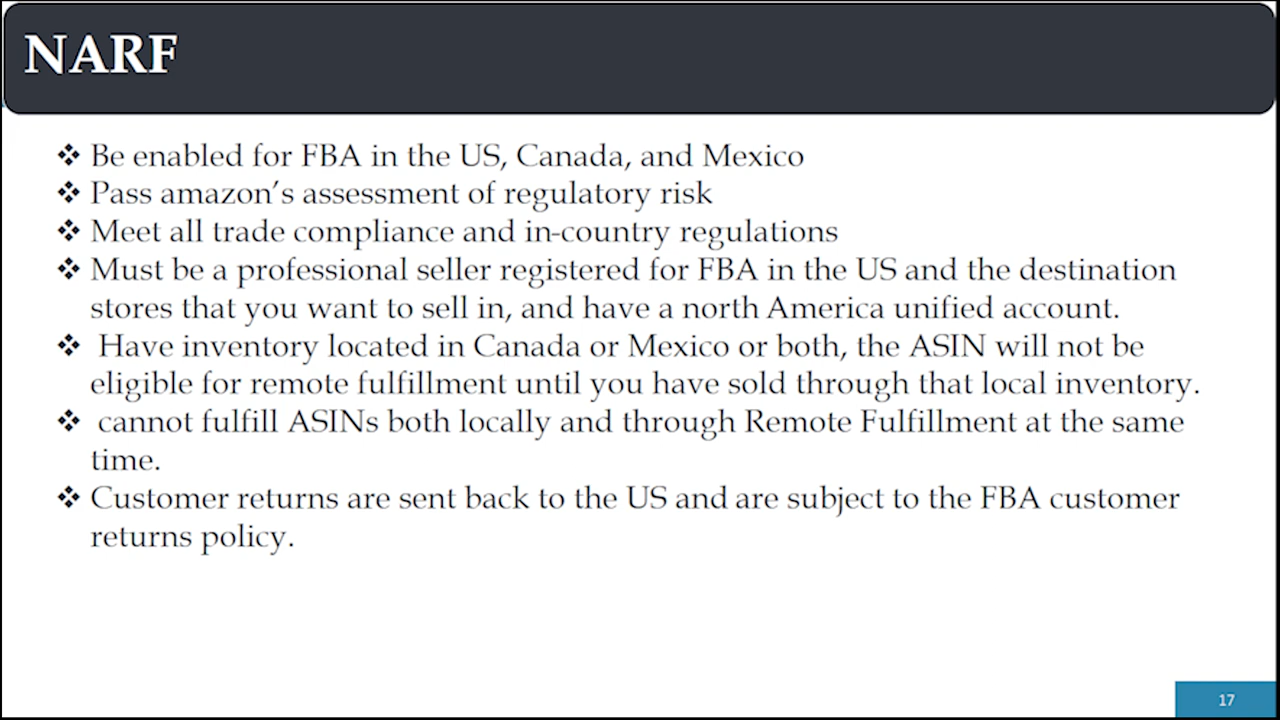 NARF
❖ Be enabled for FBA in the US, Canada, and Mexico
❖ Pass amazon’s assessment of regulatory risk
❖ Meet all trade compliance and in-country regulations
❖ Must be a professional seller registered for FBA in the US and the destination
stores that you want to sell in, and have a north America unified account.
❖ Have inventory located in Canada or Mexico or both, the ASIN will not be
eligible for remote fulfillment until you have sold through that local inventory.
❖ cannot fulfill ASINs both locally and through Remote Fulfillment at the same
time.
❖ Customer returns are sent back to the US and are subject to the FBA customer
returns policy.
17